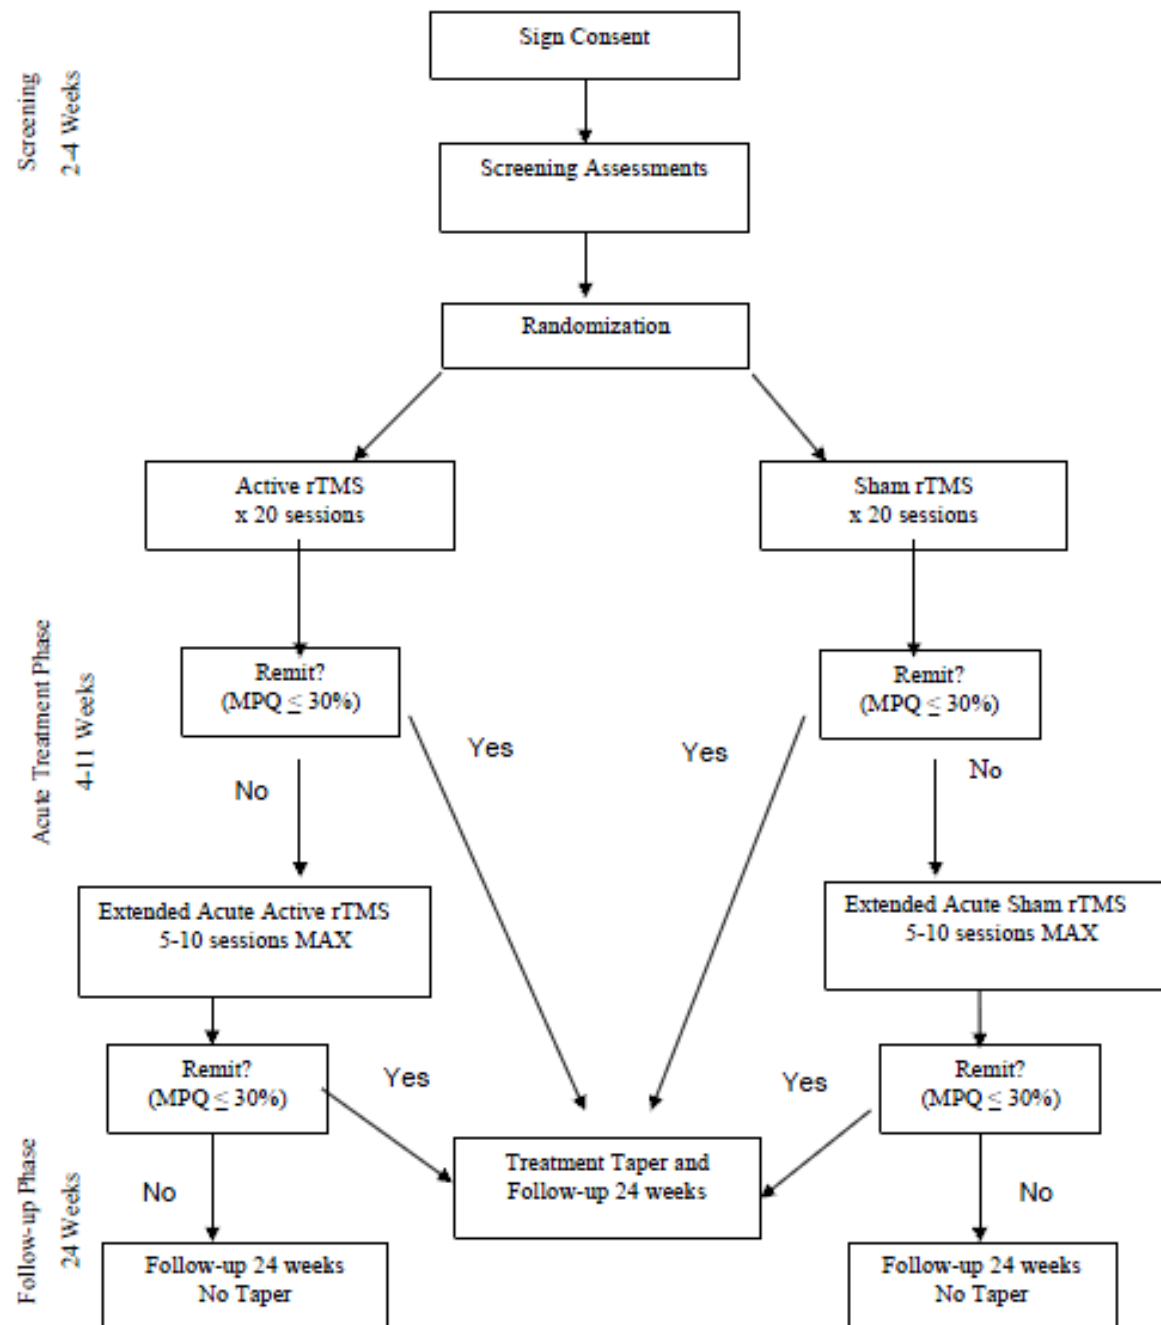 Sign Consent
Screening
2-4 Weeks
Screening Assessments
Randomization
Active rTMS
x 20 sessions
Sham rTMS
x 20 sessions
Acute Treatment Phase
4-11 Weeks
Remit?
(MPQ ≤ 30%)
Remit?
(MPQ ≤ 30%)
Yes
Yes
No
No
Extended Acute Active rTMS
5-10 sessions MAX
Extended Acute Sham rTMS
5-10 sessions MAX
Remit?
(MPQ ≤ 30%)
Yes
Yes
Remit?
(MPQ ≤ 30%)
Follow-up Phase
24 Weeks
No
Treatment Taper and
Follow-up 24 weeks
No
Follow-up 24 weeks
No Taper
Follow-up 24 weeks
No Taper